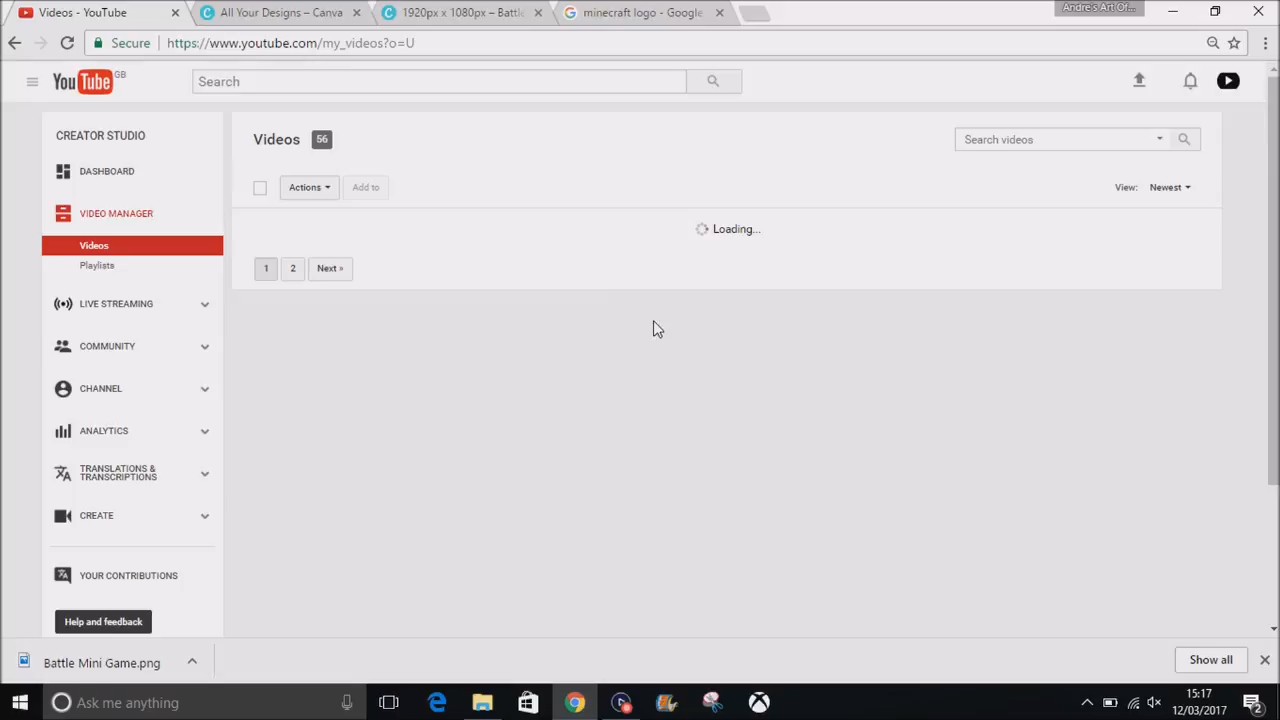 Videos - YouTube
All Your Designs – Canva
1920px x 1080px – Battl
minecraft logo - Google
Andre's Art Of...
Secure
https://www.youtube.com/my_videos?o=U
YouTube GB
Search
CREATOR STUDIO
Videos 56
Search videos
DASHBOARD
Actions
Add to
View: Newest
VIDEO MANAGER
Loading...
Videos
Playlists
1 2 Next »
LIVE STREAMING
COMMUNITY
CHANNEL
ANALYTICS
TRANSLATIONS &
TRANSCRIPTIONS
CREATE
YOUR CONTRIBUTIONS
Help and feedback
Battle Mini Game.png
Show all
Ask me anything
15:17
12/03/2017
2